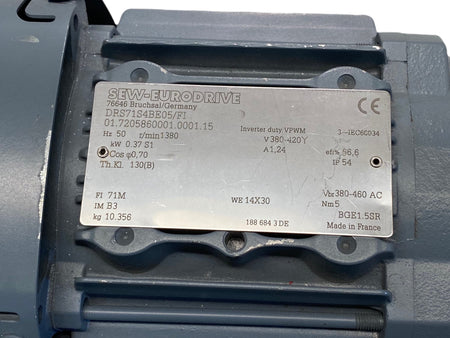 SEW-EURODRIVE
76646 Bruchsal/Germany
DRS71S4BE05/FI
01.7205860001.0001.15 Inverter duty VPWM 3~IEC60034
Hz 50 r/min 1380 V 380-420Y
kW 0.37 S1 A 1,24 eff% 66,6
Cos φ 0,70 IP 54
Th.Kl. 130(B)
FI 71M Vbr 380-460 AC
IM B3 WE 14X30 Nm 5
kg 10.356 BGE1.5SR
188 684 3.DE Made in France
CE